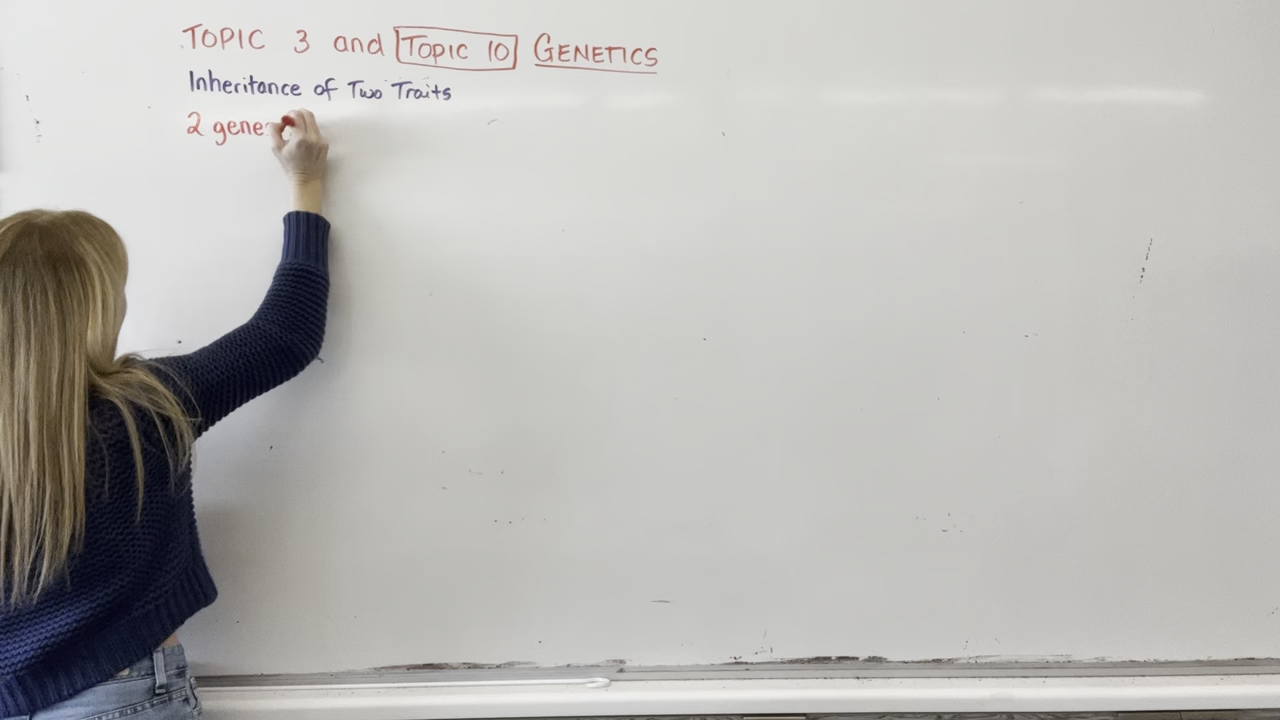 TOPIC 3 and TOPIC 10 GENETICS
Inheritance of Two Traits
2 gene